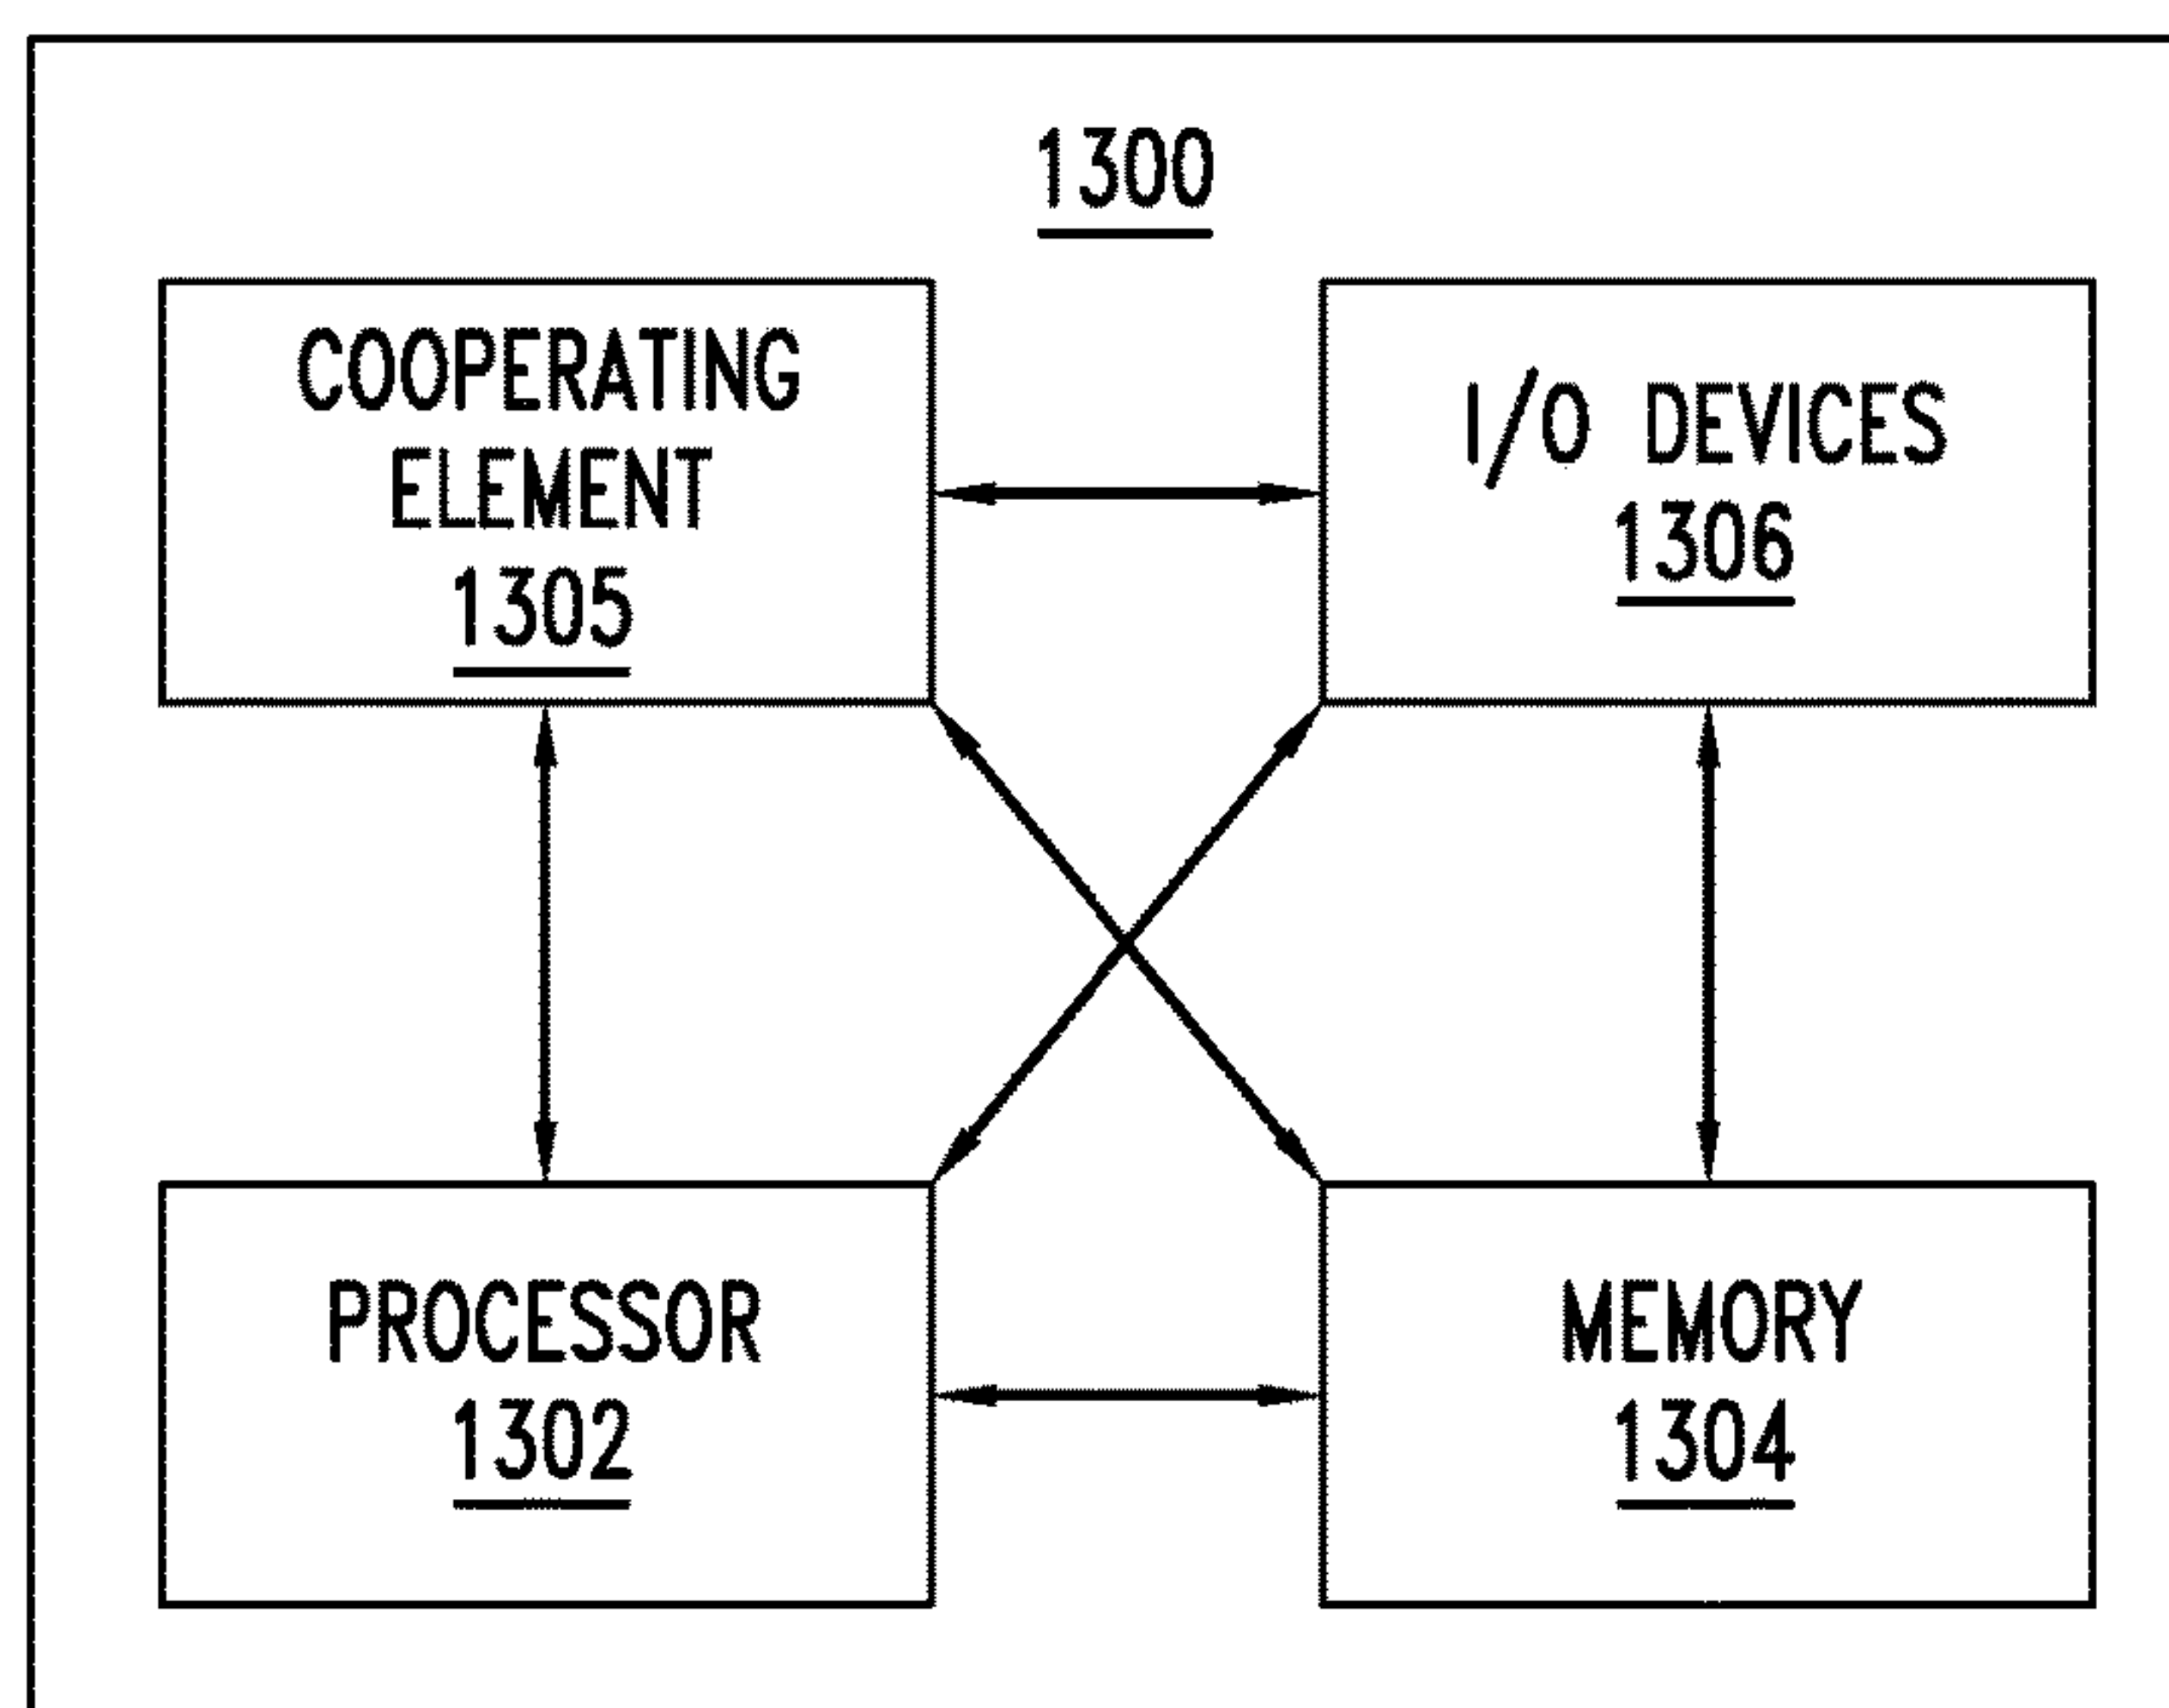 1300
COOPERATING
ELEMENT
1305
I/O DEVICES
1306
PROCESSOR
1302
MEMORY
1304